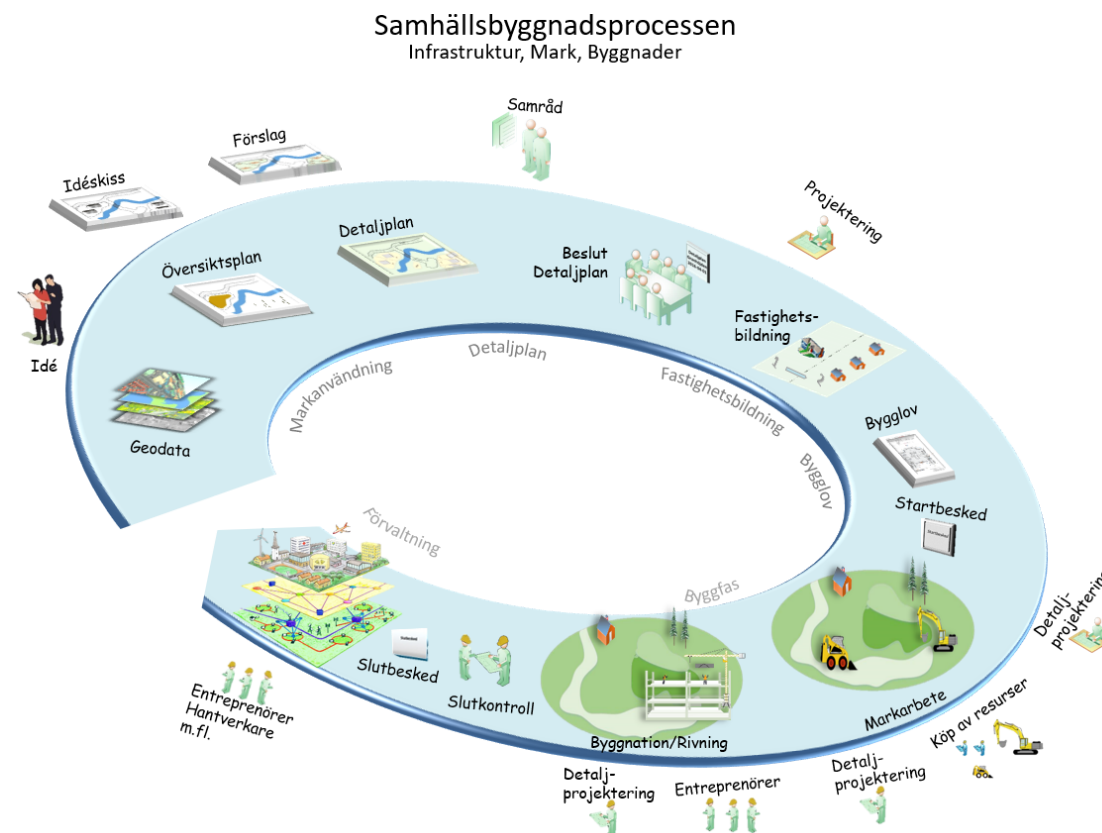 Samhällsbyggnadsprocessen
Infrastruktur, Mark, Byggnader
Samråd
Förslag
Idéskiss
Projektering
Detaljplan
Översiktsplan
Beslut
Detaljplan
Idé
Geodata
Fastighets-
bildning
Markanvändning
Detaljplan
Fastighetsbildning
Bygglov
Bygglov
Startbesked
Startbesked
Förvaltning
Byggfas
Detalj-
projektering
Slutbesked
Slutbesked
Slutkontroll
Byggnation/Rivning
Markarbete
Köp av resurser
Entreprenörer
Hantverkare
m.fl.
Detalj-
projektering
Entreprenörer
Detalj-
projektering